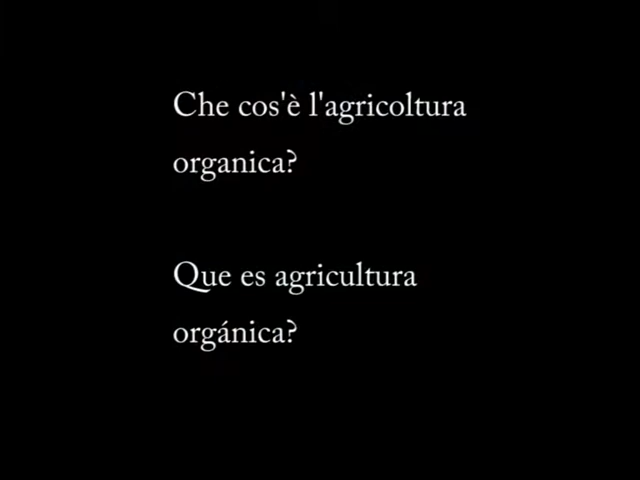 Che cos'è l'agricoltura
organica?
Que es agricultura
orgánica?